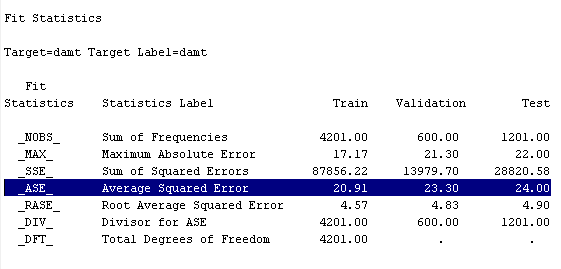 Fit Statistics
Target=damt Target Label=damt
Fit
Statistics Statistics Label Train Validation Test
_NOBS_ Sum of Frequencies 4201.00 600.00 1201.00
_MAX_ Maximum Absolute Error 17.17 21.30 22.00
_SSE_ Sum of Squared Errors 87856.22 13979.70 28820.58
_ASE_ Average Squared Error 20.91 23.30 24.00
_RASE_ Root Average Squared Error 4.57 4.83 4.90
_DIV_ Divisor for ASE 4201.00 600.00 1201.00
_DFT_ Total Degrees of Freedom 4201.00 . .